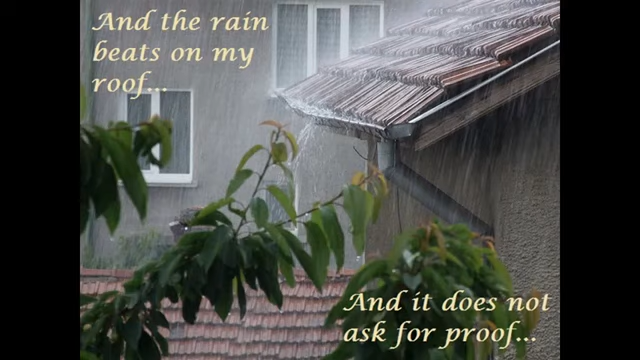 And the rain
beats on my
roof...
And it does not
ask for proof...